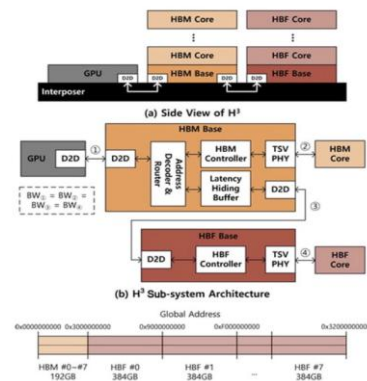 HBM Core
HBF Core
HBM Core
HBF Core
GPU
D2D
D2D
HBM Base
D2D
D2D
HBF Base
Interposer
(a) Side View of H³
HBM Base
GPU
D2D
①
D2D
Address
Decoder &
Router
HBM
Controller
TSV
PHY
②
HBM
Core
Latency
Hiding
Buffer
D2D
BW① = BW② =
BW③ = BW④
③
HBF Base
D2D
HBF
Controller
TSV
PHY
④
HBF
Core
(b) H³ Sub-system Architecture
Global Address
0x0000000000
0x3000000000
0x9000000000
0xF000000000
0x3200000000
HBM #0~#7
192GB
HBF #0
384GB
HBF #1
384GB
...
HBF #7
384GB